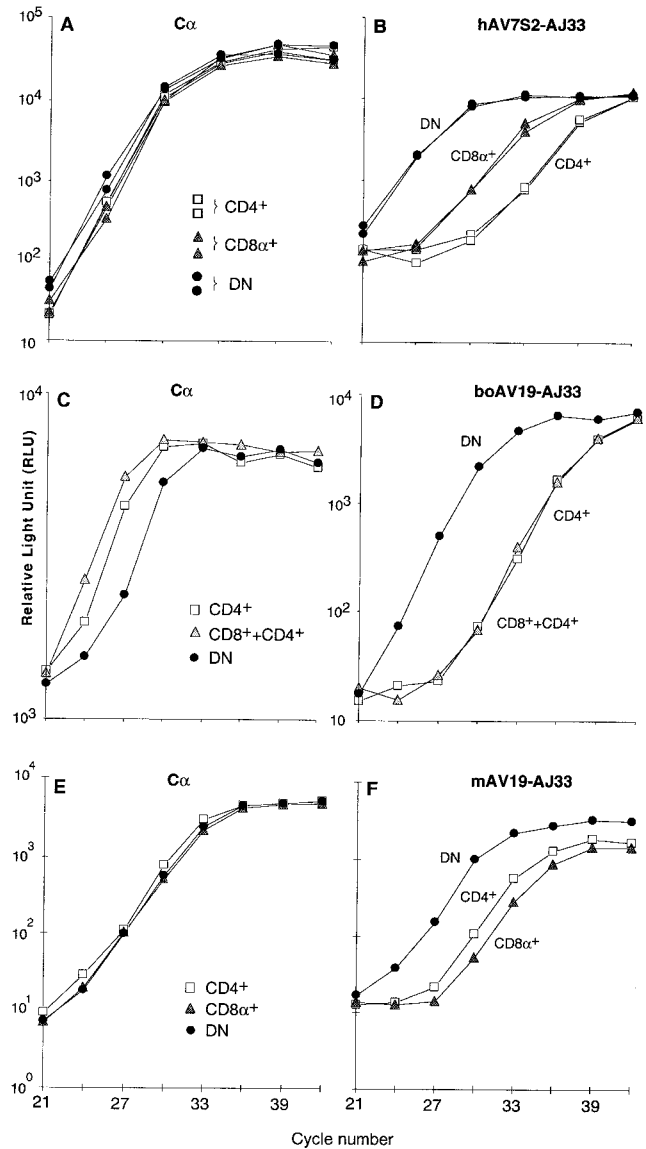 A
Cα
10⁵
10⁴
10³
10²
10
CD4⁺
CD8α⁺
DN
B
hAV7S2-AJ33
DN
CD8α⁺
CD4⁺
C
Cα
10⁴
10³
CD4⁺
CD8⁺+CD4⁺
DN
D
boAV19-AJ33
10⁴
10³
10²
10
DN
CD4⁺
CD8⁺+CD4⁺
Relative Light Unit (RLU)
E
Cα
10⁴
10³
10²
10¹
10⁰
CD4⁺
CD8α⁺
DN
21 27 33 39
F
mAV19-AJ33
DN
CD4⁺
CD8α⁺
21 27 33 39
Cycle number